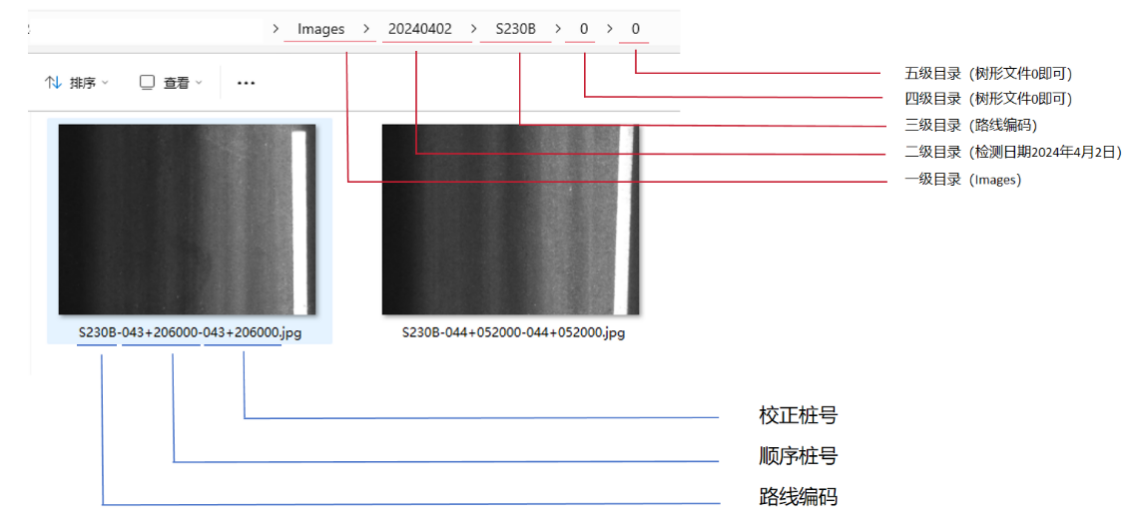 > Images > 20240402 > S230B > 0 > 0
排序 查看 ...
五级目录（树形文件0即可）
四级目录（树形文件0即可）
三级目录（路线编码）
二级目录（检测日期2024年4月2日）
一级目录（Images）
S230B-043+206000-043+206000.jpg
S230B-044+052000-044+052000.jpg
校正桩号
顺序桩号
路线编码